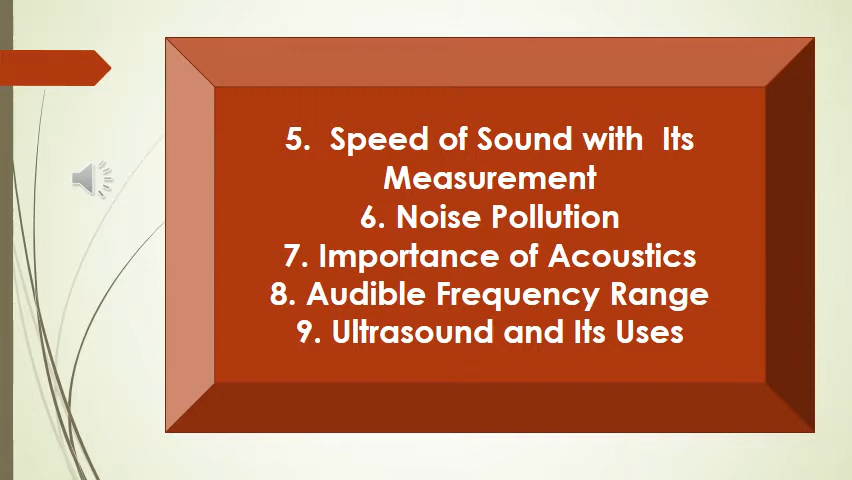 5.  Speed of Sound with  Its
Measurement
6. Noise Pollution
7. Importance of Acoustics
8. Audible Frequency Range
9. Ultrasound and Its Uses